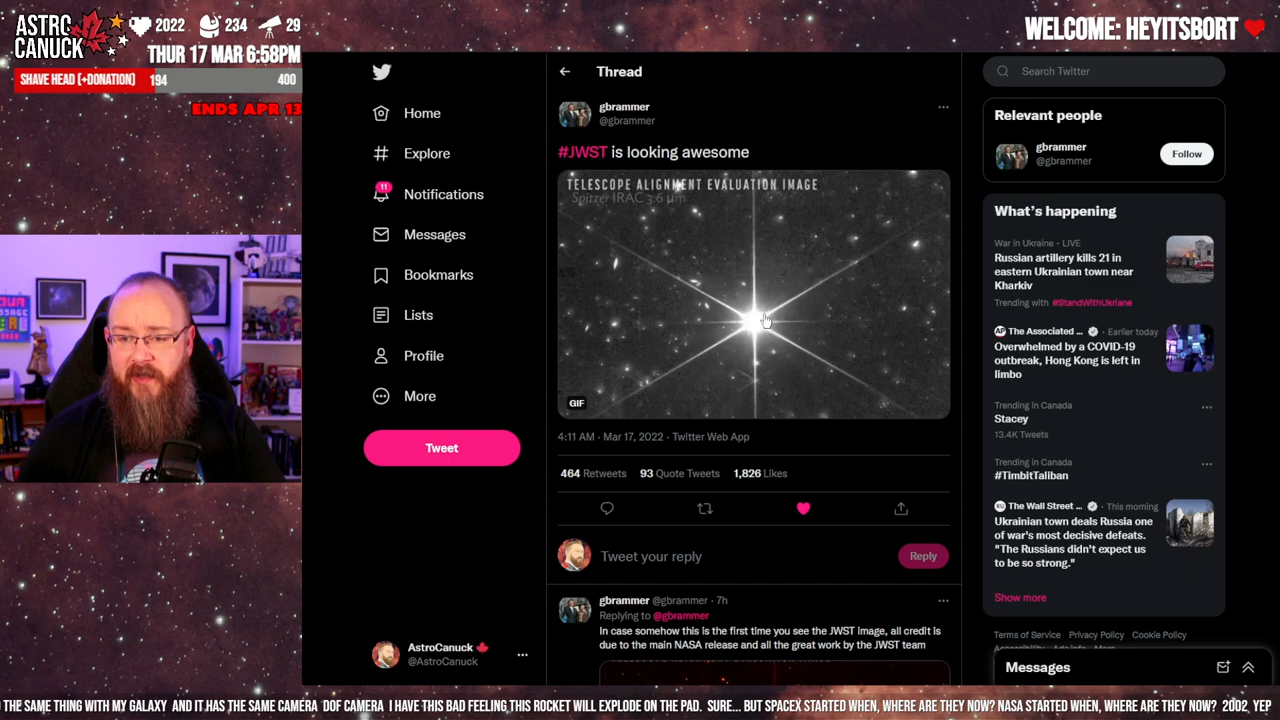 ASTRO
CANUCK
2022
234
29
THUR 17 MAR 6:58PM
SHAVE HEAD (+DONATION) 194 400
ENDS APR 13
WELCOME: HEYITSBORT
Home
Explore
11
Notifications
Messages
Bookmarks
Lists
Profile
More
Tweet
AstroCanuck
@AstroCanuck
Thread
gbrammer
@gbrammer
#JWST is looking awesome
TELESCOPE ALIGNMENT EVALUATION IMAGE
Spitzer IRAC 3.6 μm
GIF
4:11 AM · Mar 17, 2022 · Twitter Web App
464 Retweets 93 Quote Tweets 1,826 Likes
Tweet your reply
Reply
gbrammer @gbrammer · 7h
Replying to @gbrammer
In case somehow this is the first time you see the JWST image, all credit is
due to the main NASA release and all the great work by the JWST team
Search Twitter
Relevant people
gbrammer
@gbrammer
Follow
What's happening
War in Ukraine · LIVE
Russian artillery kills 21 in
eastern Ukrainian town near
Kharkiv
Trending with #StandWithUkriane
AP The Associated ... · Earlier today
Overwhelmed by a COVID-19
outbreak, Hong Kong is left in
limbo
Trending in Canada
Stacey
13.4K Tweets
Trending in Canada
#TimbitTaliban
The Wall Street ... · This morning
Ukrainian town deals Russia one
of war's most decisive defeats.
"The Russians didn't expect us
to be so strong."
Show more
Terms of Service Privacy Policy Cookie Policy
Messages
THE SAME THING WITH MY GALAXY AND IT HAS THE SAME CAMERA DOF CAMERA I HAVE THIS BAD FEELING THIS ROCKET WILL EXPLODE ON THE PAD. SURE... BUT SPACEX STARTED WHEN, WHERE ARE THEY NOW? NASA STARTED WHEN, WHERE ARE THEY NOW? 2002, YEP